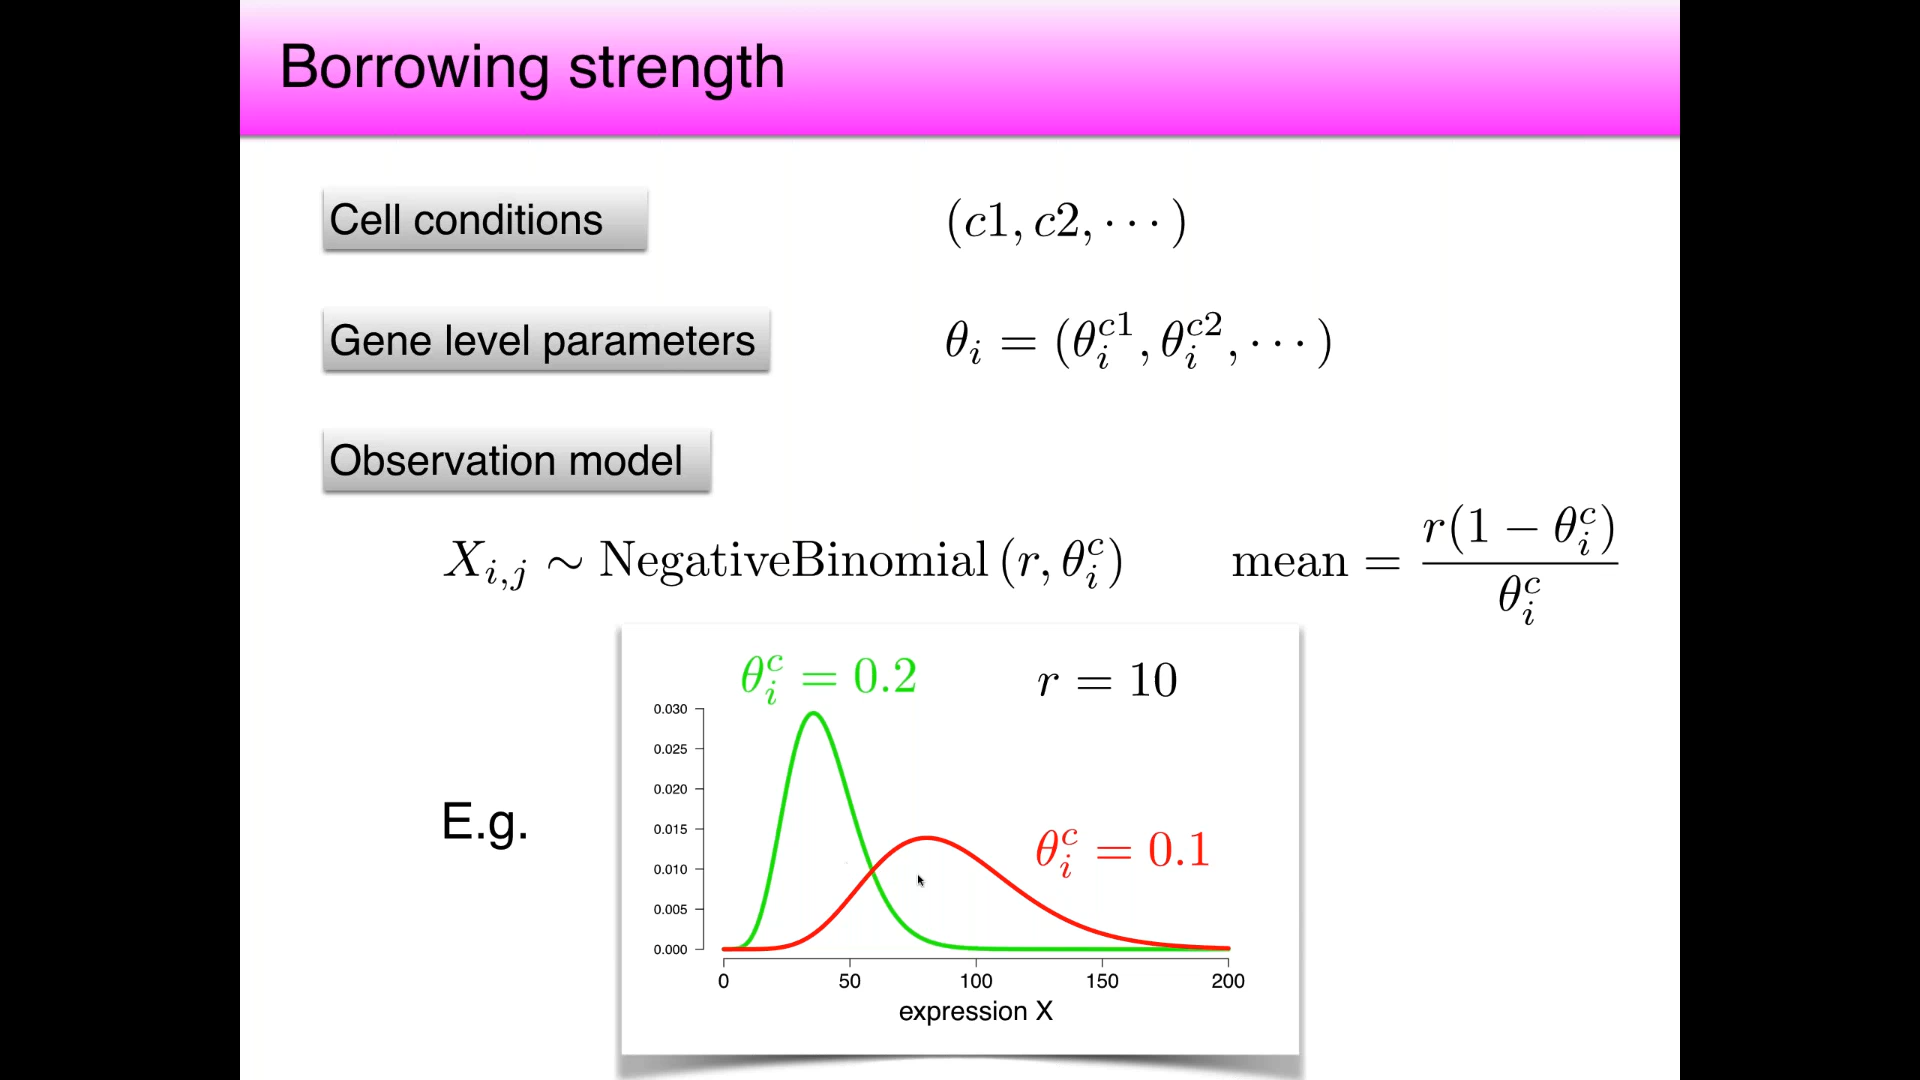 Borrowing strength
Cell conditions
(c1, c2, ⋯)
Gene level parameters
θ_i = (θ_i^{c1}, θ_i^{c2}, ⋯)
Observation model
X_{i,j} ∼ NegativeBinomial (r, θ_i^c)
mean = r(1 − θ_i^c) / θ_i^c
θ_i^c = 0.2
r = 10
0.030
0.025
0.020
0.015
0.010
0.005
0.000
θ_i^c = 0.1
E.g.
0 50 100 150 200
expression X